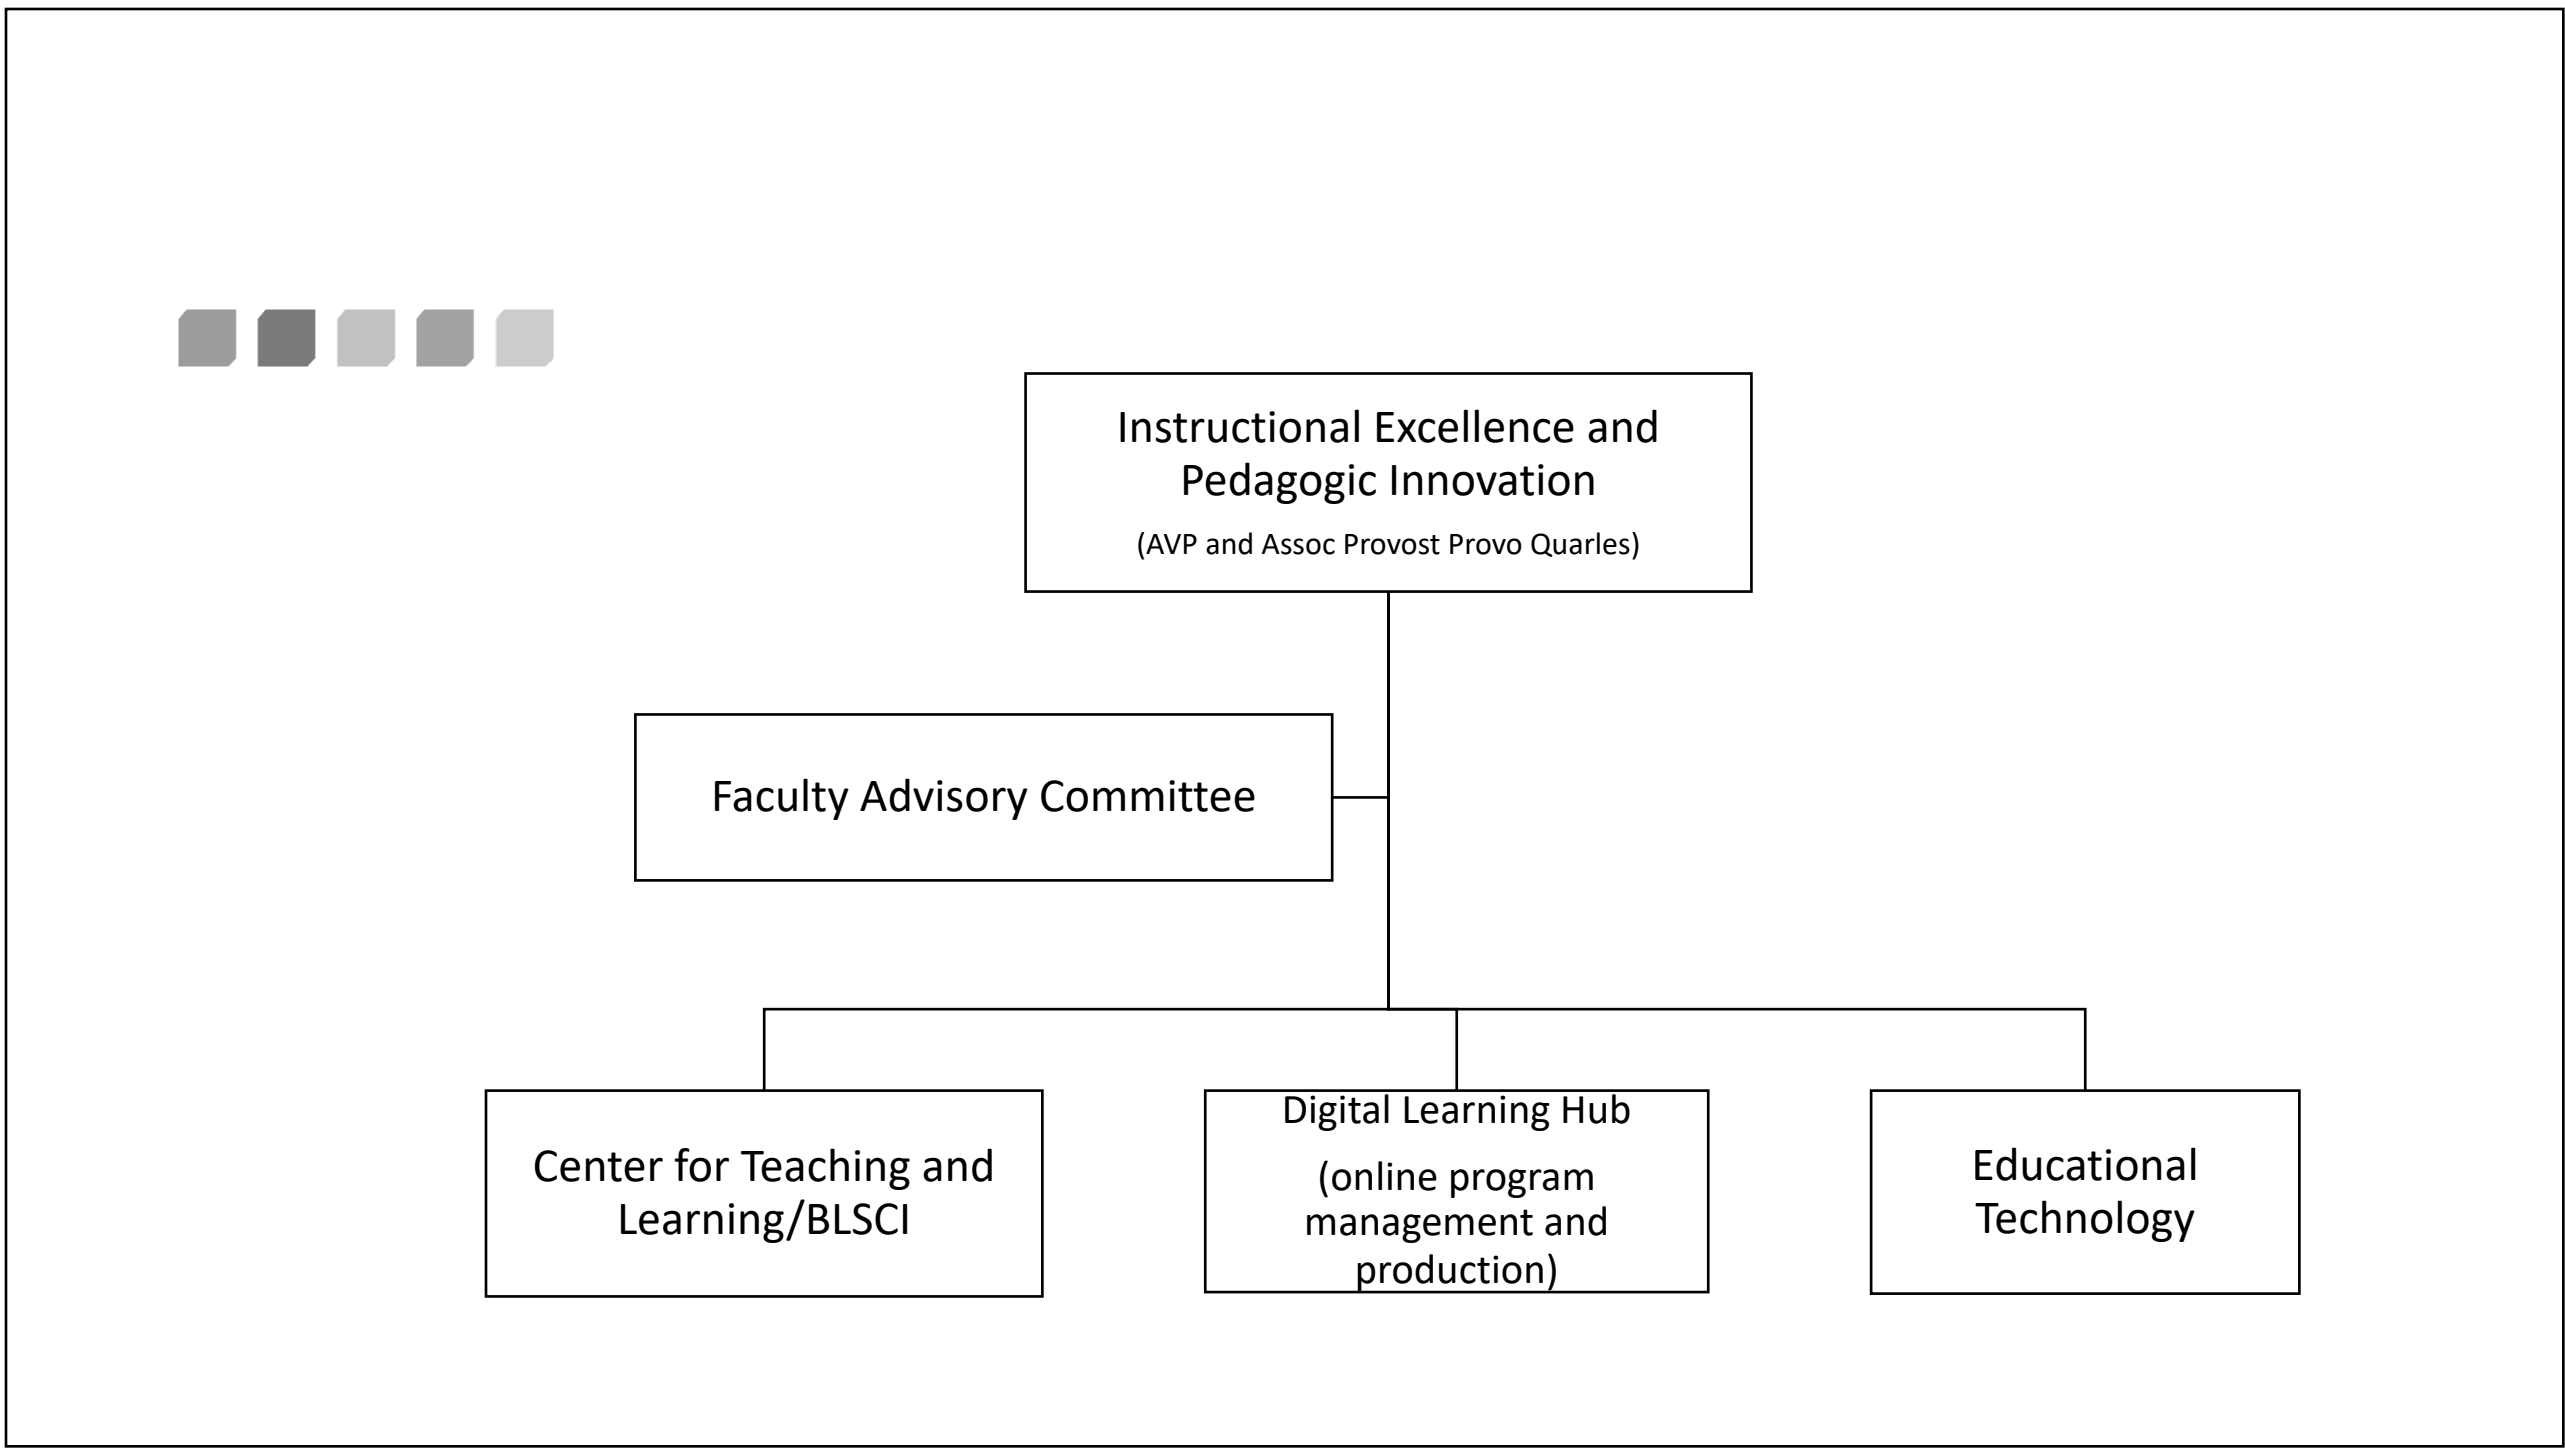 Instructional Excellence and
Pedagogic Innovation
(AVP and Assoc Provost Provo Quarles)
Faculty Advisory Committee
Center for Teaching and
Learning/BLSCI
Digital Learning Hub
(online program
management and
production)
Educational
Technology